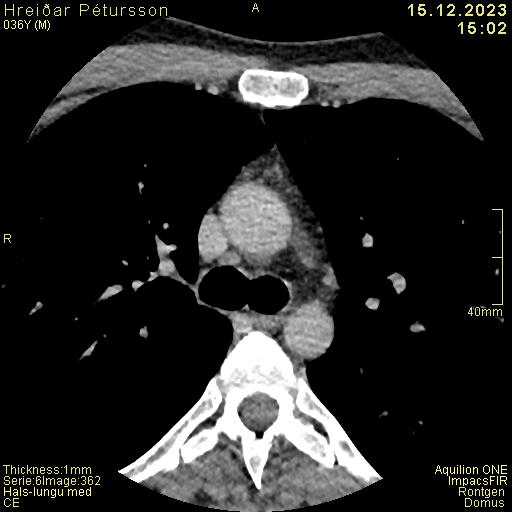 Hreiðar Pétursson
036Y (M)
A
15.12.2023
15:02
R
40mm
Thickness:1mm
Serie:6Image:362
Hals-lungu med
CE
Aquilion ONE
ImpacsFIR
Rontgen
Domus